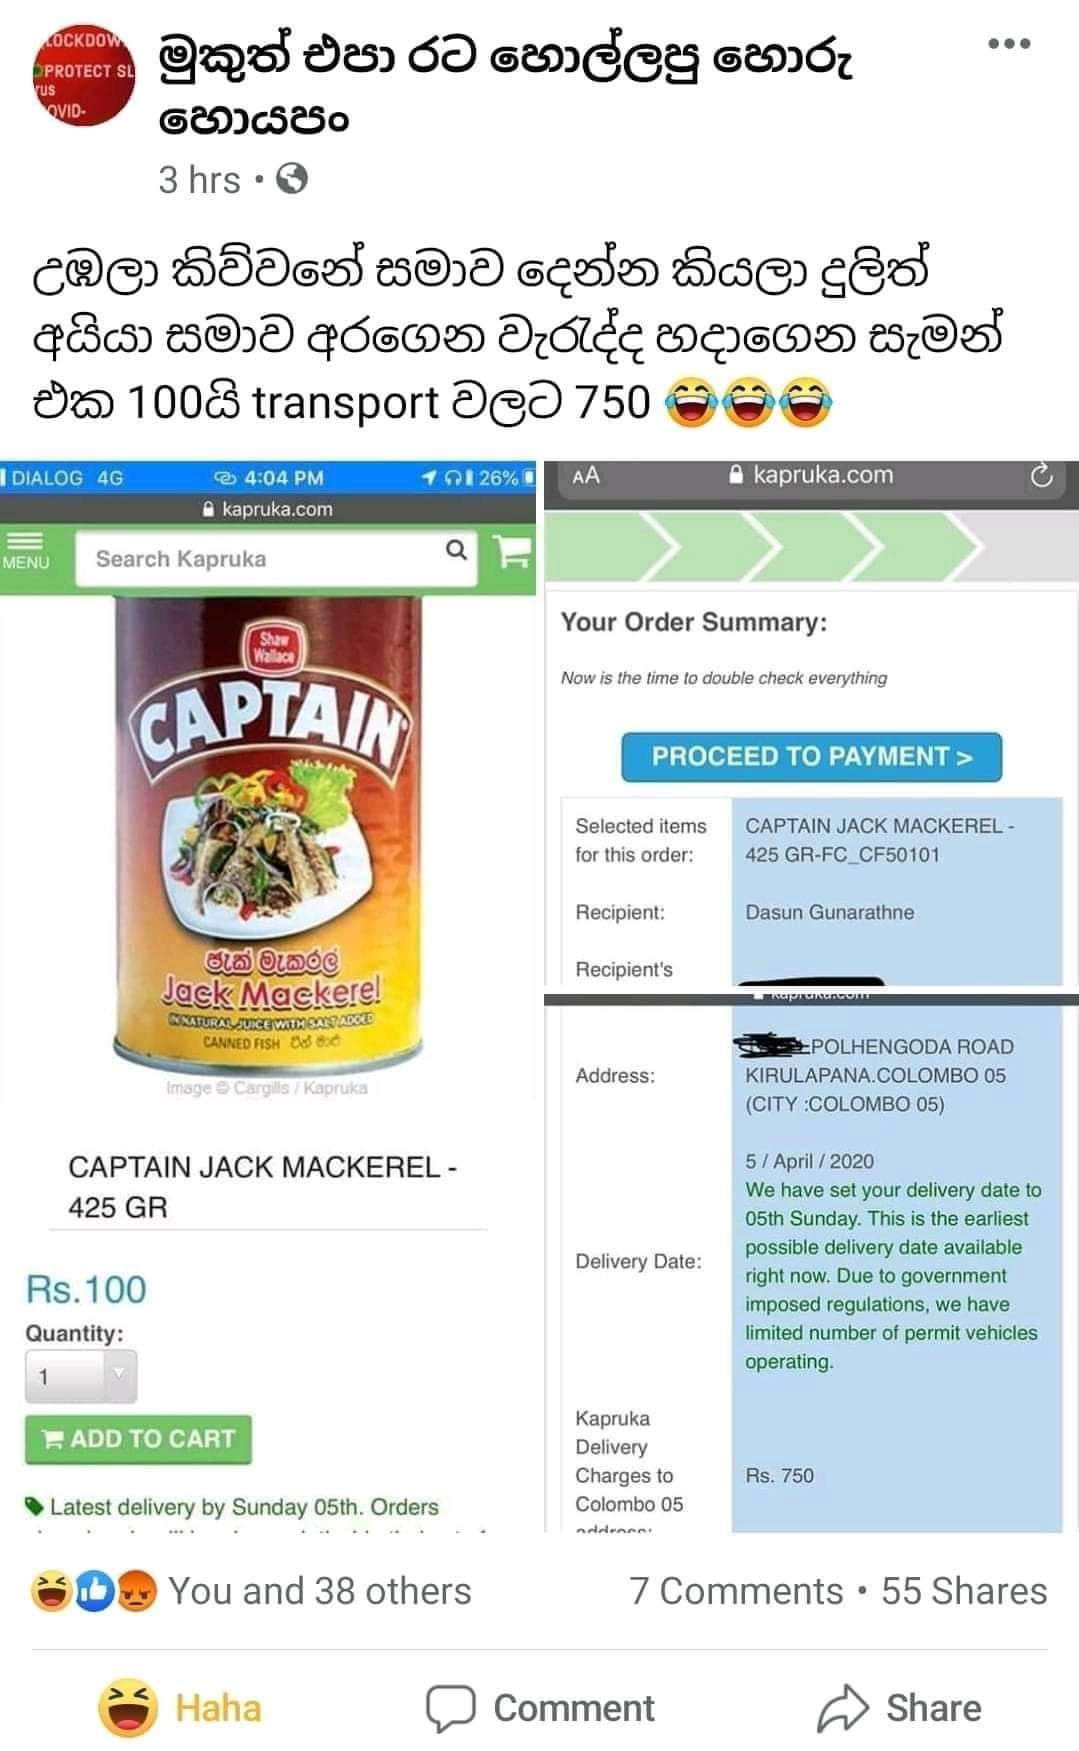 LOCKDOW
PROTECT SL
rus
OVID-
මුකුත් එපා රට හොල්ලපු හොරු
හොයපං
3 hrs •
උඹලා කිව්වනේ සමාව දෙන්න කියලා දුලිත්
අයියා සමාව අරගෙන වැරැද්ද හදාගෙන සැමන්
එක 100යි transport වලට 750 😂😂😂
DIALOG 4G 4:04 PM 26%
kapruka.com
MENU Search Kapruka
Shaw
Wallace
CAPTAIN
ජැක් මැකරල්
Jack Mackerel
IN NATURAL JUICE WITH SALT ADDED
CANNED FISH ටින් මාළු
Image © Cargills / Kapruka
CAPTAIN JACK MACKEREL -
425 GR
Rs.100
Quantity:
1
ADD TO CART
Latest delivery by Sunday 05th. Orders
AA kapruka.com
Your Order Summary:
Now is the time to double check everything
PROCEED TO PAYMENT >
Selected items CAPTAIN JACK MACKEREL -
for this order: 425 GR-FC_CF50101
Recipient: Dasun Gunarathne
Recipient's
kapruka.com
POLHENGODA ROAD
Address: KIRULAPANA.COLOMBO 05
(CITY :COLOMBO 05)
5 / April / 2020
We have set your delivery date to
05th Sunday. This is the earliest
possible delivery date available
Delivery Date: right now. Due to government
imposed regulations, we have
limited number of permit vehicles
operating.
Kapruka
Delivery
Charges to Rs. 750
Colombo 05
address:
You and 38 others 7 Comments • 55 Shares
Haha Comment Share